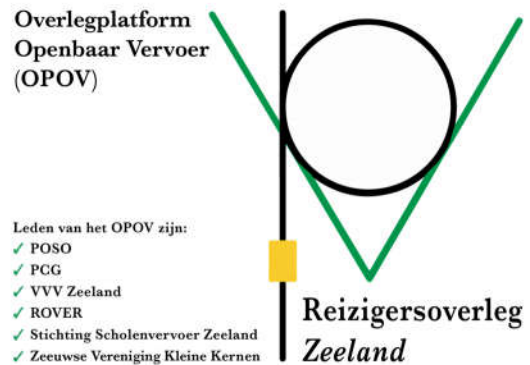 Overlegplatform
Openbaar Vervoer
(OPOV)
Leden van het OPOV zijn:
✓ POSO
✓ PCG
✓ VVV Zeeland
✓ ROVER
✓ Stichting Scholenvervoer Zeeland
✓ Zeeuwse Vereniging Kleine Kernen
Reizigersoverleg
Zeeland